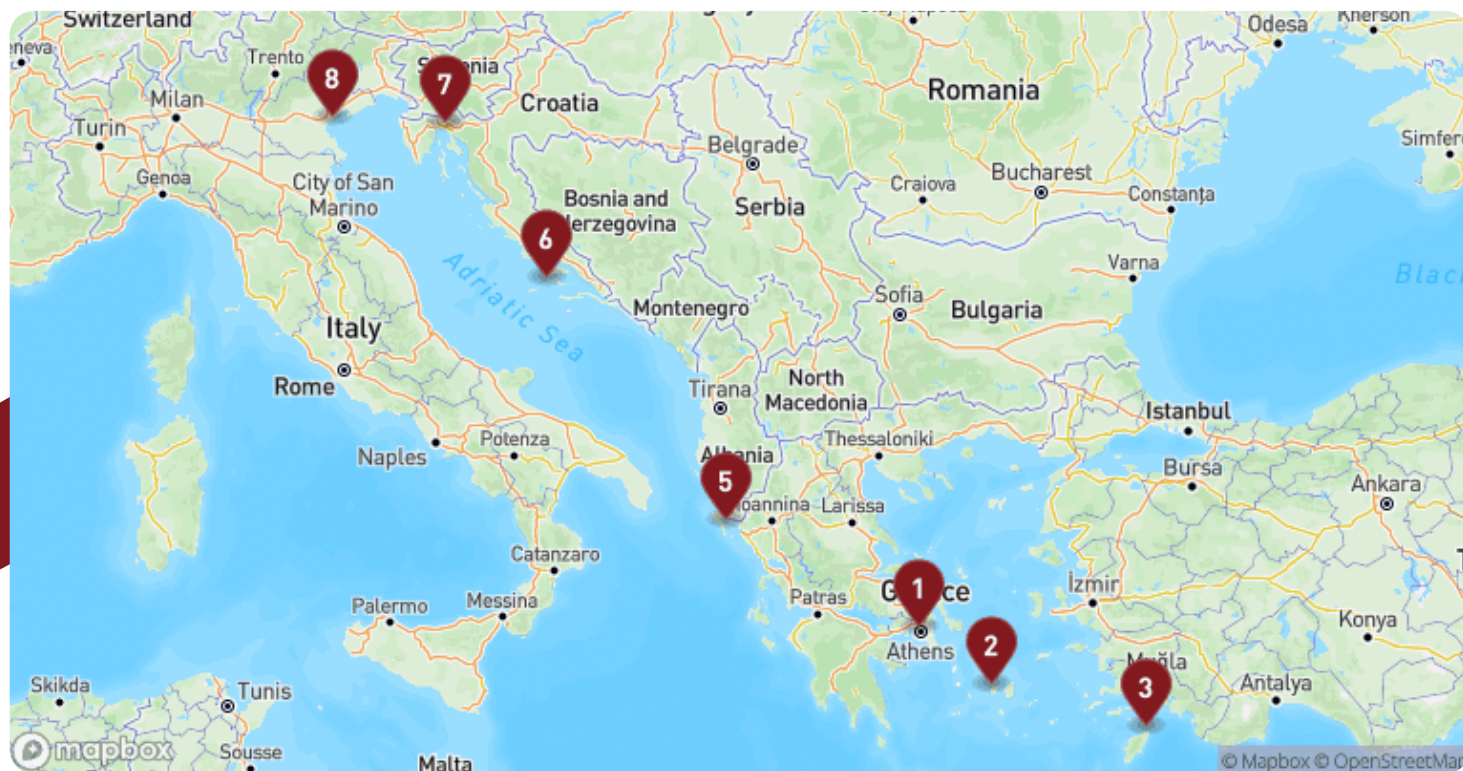 Switzerland
Odesa
Kherson
Trento
8
7
Croatia
Romania
Milan
Turin
Belgrade
Simfero
Genoa
City of San
Marino
Bosnia and
Herzegovina
Serbia
Craiova
Bucharest
Constanța
6
Adriatic Sea
Varna
Black
Sofia
Bulgaria
Montenegro
Italy
Rome
Tirana
North
Macedonia
Istanbul
Naples
Potenza
Albania
Thessaloniki
Bursa
Ankara
5
Ioannina
Larissa
Catanzaro
İzmir
Palermo
Messina
Patras
1
Greece
Konya
Athens
2
Muğla
3
Antalya
Skikda
Tunis
mapbox
Sousse
Malta
© Mapbox © OpenStreetMap